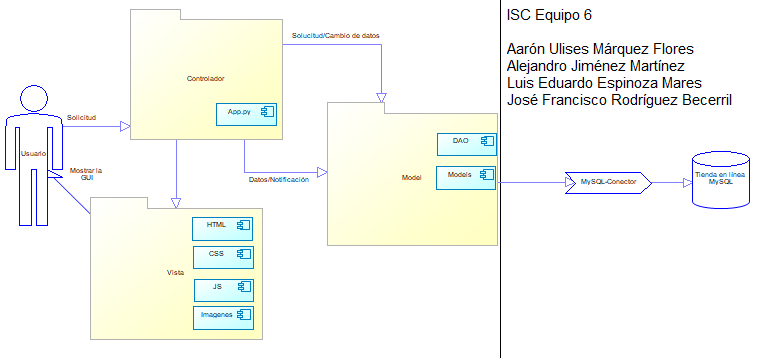 ISC Equipo 6
Aarón Ulises Márquez Flores
Alejandro Jiménez Martínez
Luis Eduardo Espinoza Mares
José Francisco Rodríguez Becerril
Solucitud/Cambio de datos
Controlador
App.py
Solicitud
Usuario
Mostrar la
GUI
Datos/Notificación
DAO
Model
Models
MySQL-Conector
Tienda en línea
MySQL
HTML
CSS
Vista
JS
Imagenes